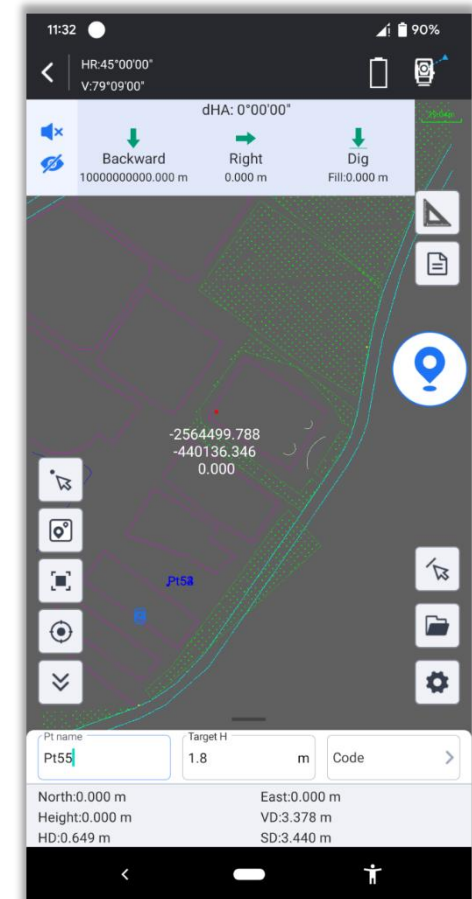 11:32
90%
HR:45°00'00"
V:79°09'00"
dHA: 0°00'00"
Backward
Right
Dig
10000000000.000 m
0.000 m
Fill:0.000 m
-2564499.788
-440136.346
0.000
Pt name
Pt55
Target H
1.8 m
Code
North:0.000 m
East:0.000 m
Height:0.000 m
VD:3.378 m
HD:0.649 m
SD:3.440 m